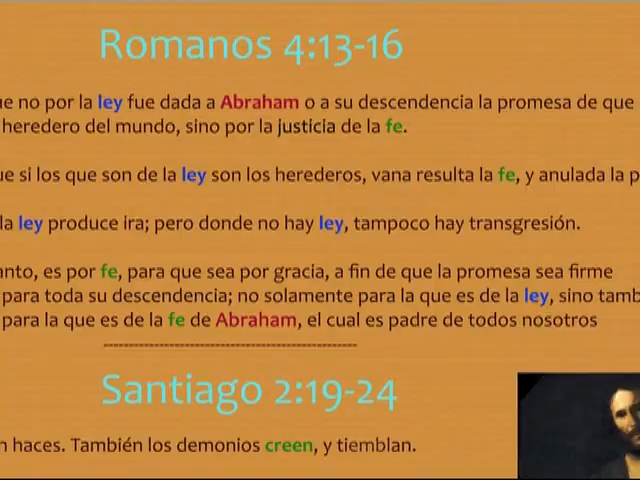 Romanos 4:13-16
no por la ley fue dada a Abraham o a su descendencia la promesa de que
heredero del mundo, sino por la justicia de la fe.
si los que son de la ley son los herederos, vana resulta la fe, y anulada la
la ley produce ira; pero donde no hay ley, tampoco hay transgresión.
es por fe, para que sea por gracia, a fin de que la promesa sea firme
para toda su descendencia; no solamente para la que es de la ley, sino
para la que es de la fe de Abraham, el cual es padre de todos nosotros
Santiago 2:19-24
haces. También los demonios creen, y tiemblan.